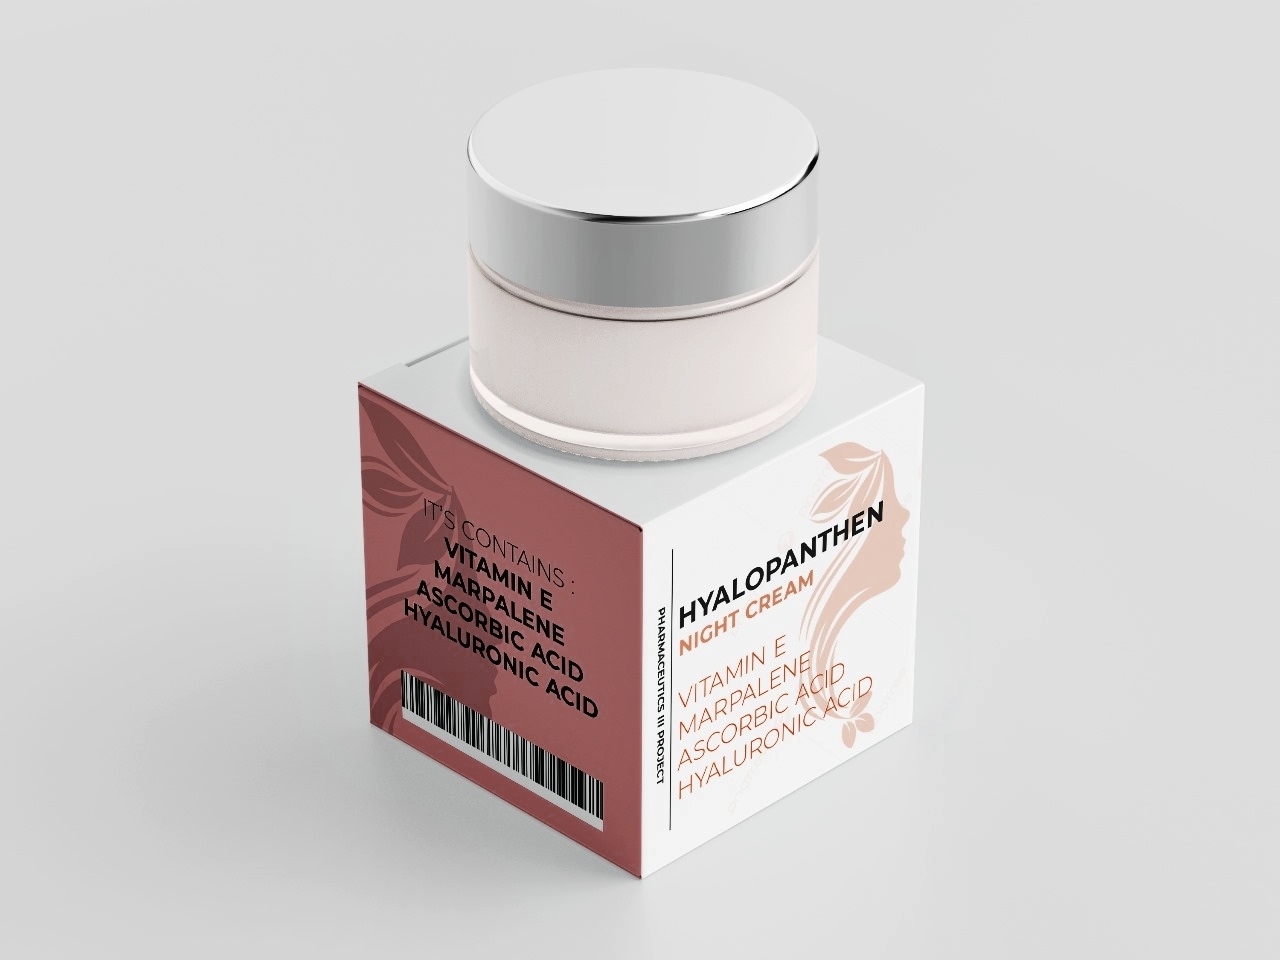 IT'S CONTAINS :
VITAMIN E
MARPALENE
ASCORBIC ACID
HYALURONIC ACID
PHARMACEUTICS III PROJECT
HYALOPANTHEN
NIGHT CREAM
VITAMIN E
MARPALENE
ASCORBIC ACID
HYALURONIC ACID